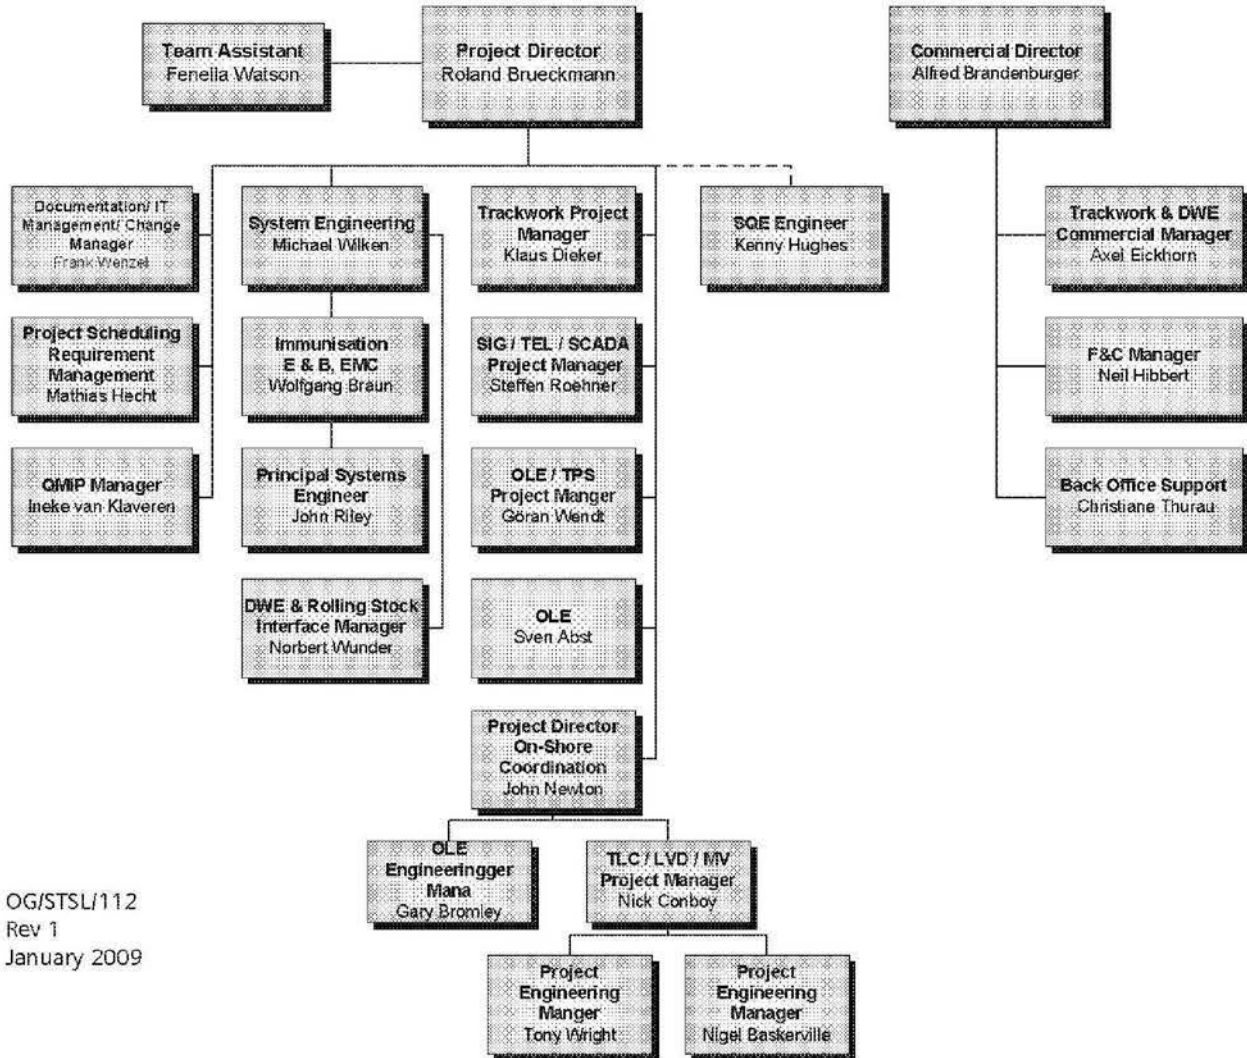 Team Assistant
Fenella Watson
Project Director
Roland Brueckmann
Commercial Director
Alfred Brandenburger
Documentation/ IT
Management/ Change
Manager
Frank Wenzel
System Engineering
Michael Wilken
Trackwork Project
Manager
Klaus Dieker
SQE Engineer
Kenny Hughes
Trackwork & DWE
Commercial Manager
Axel Eickhorn
Project Scheduling
Requirement
Management
Mathias Hecht
Immunisation
E & B, EMC
Wolfgang Braun
SIG / TEL / SCADA
Project Manager
Steffen Roehner
F&C Manager
Neil Hibbert
QMiP Manager
Ineke van Klaveren
Principal Systems
Engineer
John Riley
OLE / TPS
Project Manger
Göran Wendt
Back Office Support
Christiane Thurau
DWE & Rolling Stock
Interface Manager
Norbert Wunder
OLE
Sven Abst
Project Director
On-Shore
Coordination
John Newton
OLE
Engineeringger
Mana
Gary Bromley
TLC / LVD / MV
Project Manager
Nick Conboy
Project
Engineering
Manger
Tony Wright
Project
Engineering
Manager
Nigel Baskerville
OG/STSL/112
Rev 1
January 2009